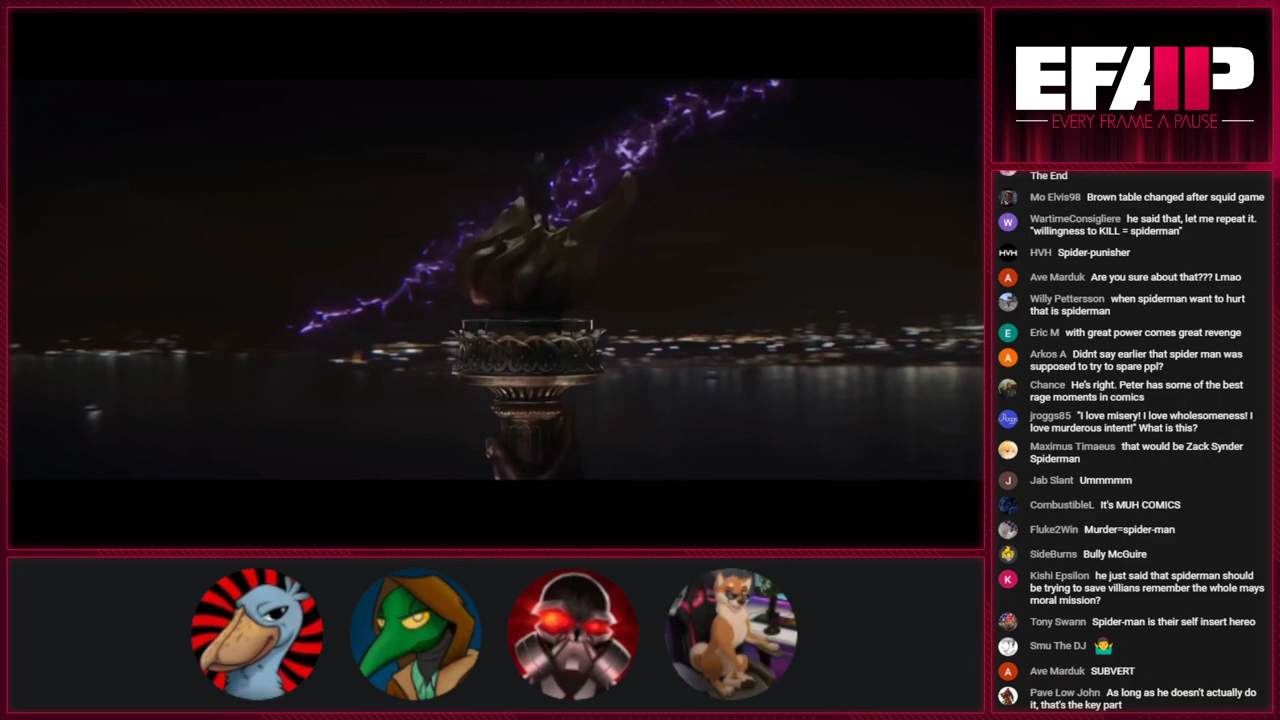 EFAP
EVERY FRAME A PAUSE
The End
Mo Elvis98 Brown table changed after squid game
W
WartimeConsigliere he said that, let me repeat it.
"willingness to KILL = spiderman"
HVH
HVH Spider-punisher
A
Ave Marduk Are you sure about that??? Lmao
Willy Pettersson when spiderman want to hurt
that is spiderman
E
Eric M with great power comes great revenge
A
Arkos A Didnt say earlier that spider man was
supposed to try to spare ppl?
Chance He's right. Peter has some of the best
rage moments in comics
jroggs85 "I love misery! I love wholesomeness! I
love murderous intent!" What is this?
Maximus Timaeus that would be Zack Synder
Spiderman
J
Jab Slant Ummmmm
CombustibleL It's MUH COMICS
Fluke2Win Murder=spider-man
SideBurns Bully McGuire
K
Kishi Epsilon he just said that spiderman should
be trying to save villians remember the whole mays
moral mission?
Tony Swann Spider-man is their self insert hereo
Smu The DJ 🤷‍♂️
A
Ave Marduk SUBVERT
Pave Low John As long as he doesn't actually do
it, that's the key part